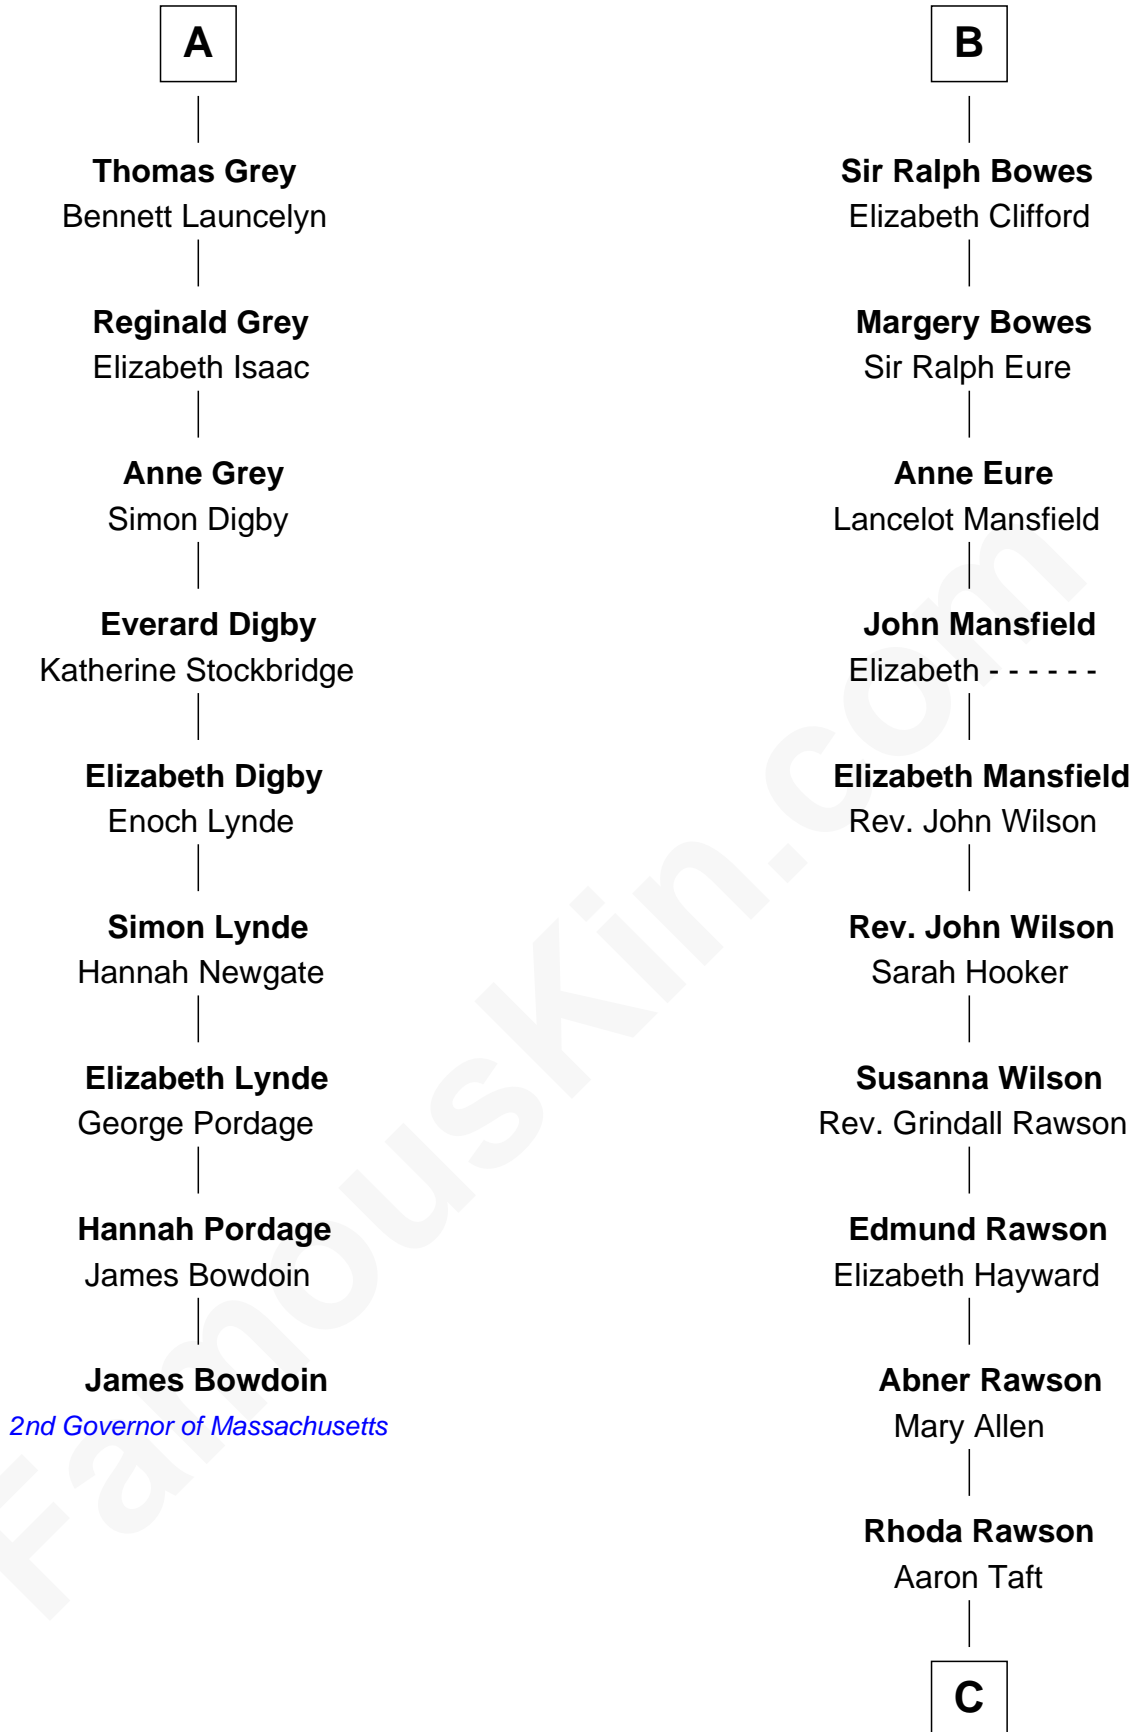 A
Thomas Grey
Bennett Launcelyn
Reginald Grey
Elizabeth Isaac
Anne Grey
Simon Digby
Everard Digby
Katherine Stockbridge
Elizabeth Digby
Enoch Lynde
Simon Lynde
Hannah Newgate
Elizabeth Lynde
George Pordage
Hannah Pordage
James Bowdoin
James Bowdoin
2nd Governor of Massachusetts
B
Sir Ralph Bowes
Elizabeth Clifford
Margery Bowes
Sir Ralph Eure
Anne Eure
Lancelot Mansfield
John Mansfield
Elizabeth - - - - - -
Elizabeth Mansfield
Rev. John Wilson
Rev. John Wilson
Sarah Hooker
Susanna Wilson
Rev. Grindall Rawson
Edmund Rawson
Elizabeth Hayward
Abner Rawson
Mary Allen
Rhoda Rawson
Aaron Taft
C
FamousKin.com